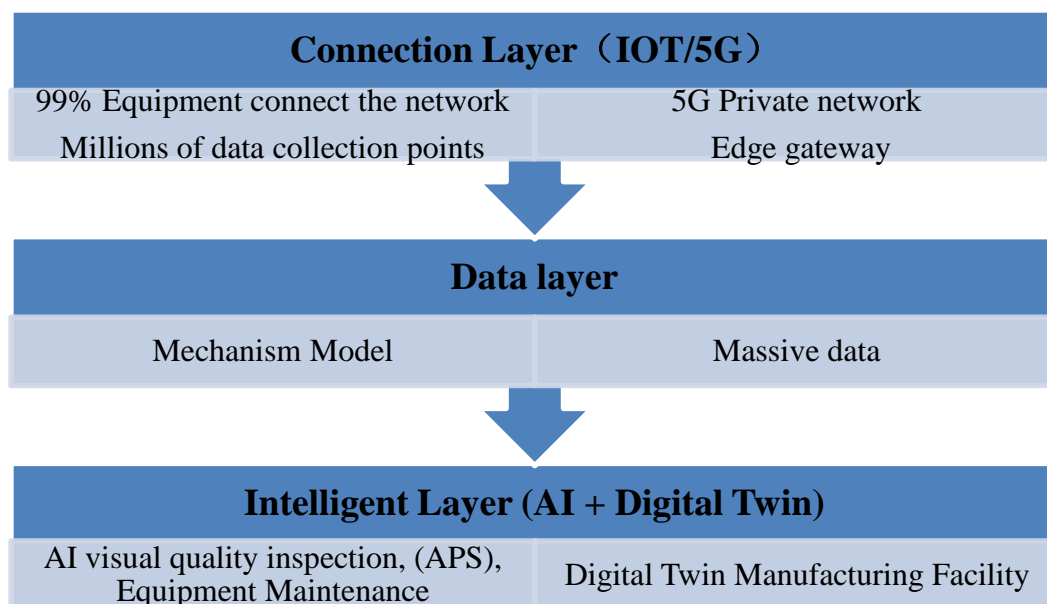 Connection Layer（IOT/5G）
99% Equipment connect the network
Millions of data collection points
5G Private network
Edge gateway
Data layer
Mechanism Model
Massive data
Intelligent Layer (AI + Digital Twin)
AI visual quality inspection, (APS),
Equipment Maintenance
Digital Twin Manufacturing Facility